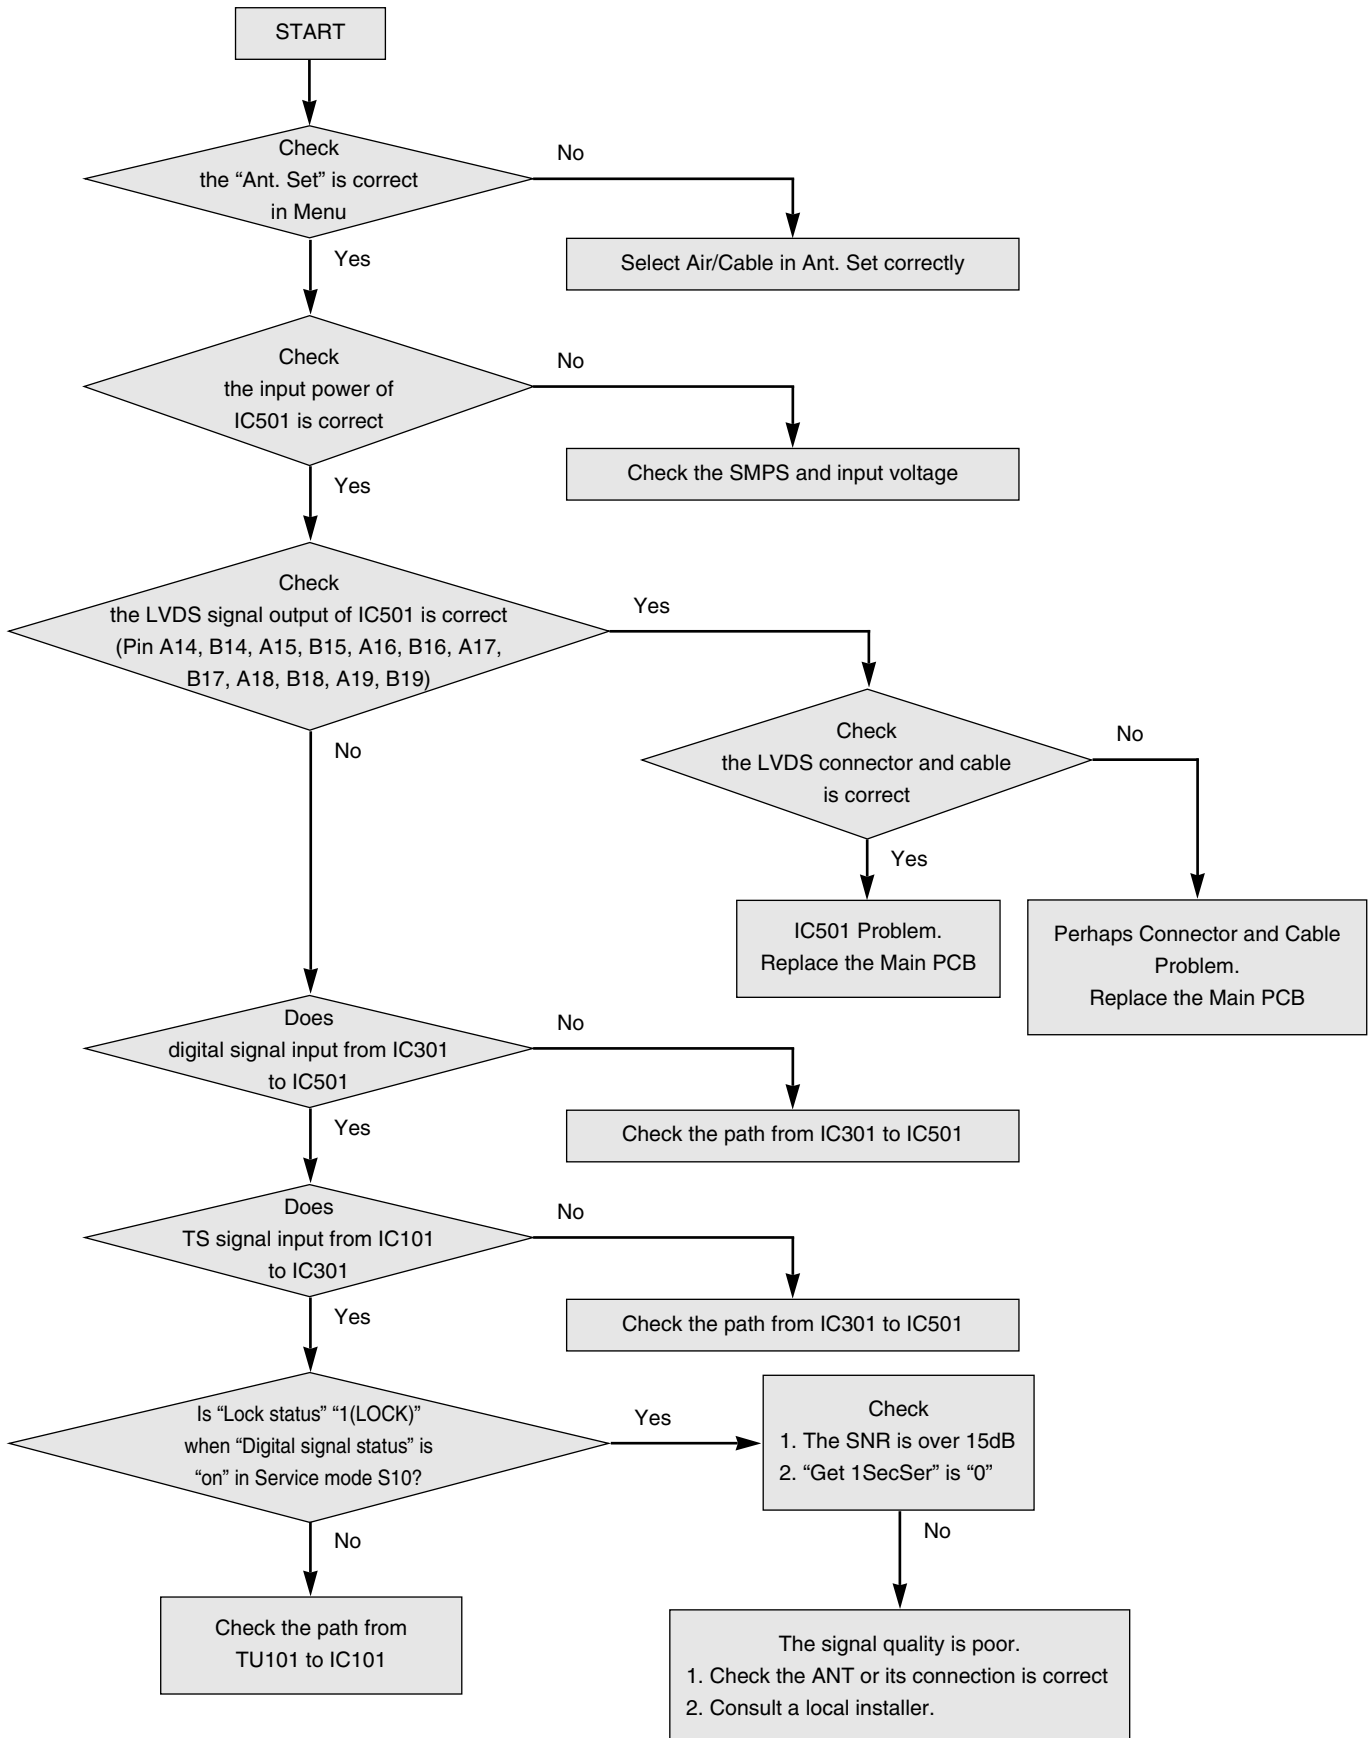 START
Check
the “Ant. Set” is correct
in Menu
No
Select Air/Cable in Ant. Set correctly
Yes
Check
the input power of
IC501 is correct
No
Check the SMPS and input voltage
Yes
Check
the LVDS signal output of IC501 is correct
(Pin A14, B14, A15, B15, A16, B16, A17,
B17, A18, B18, A19, B19)
Yes
Check
the LVDS connector and cable
is correct
No
Yes
IC501 Problem.
Replace the Main PCB
Perhaps Connector and Cable
Problem.
Replace the Main PCB
No
Does
digital signal input from IC301
to IC501
No
Check the path from IC301 to IC501
Yes
Does
TS signal input from IC101
to IC301
No
Check the path from IC301 to IC501
Yes
Is “Lock status” “1(LOCK)”
when “Digital signal status” is
“on” in Service mode S10?
Yes
Check
1. The SNR is over 15dB
2. “Get 1SecSer” is “0”
No
No
Check the path from
TU101 to IC101
The signal quality is poor.
1. Check the ANT or its connection is correct
2. Consult a local installer.